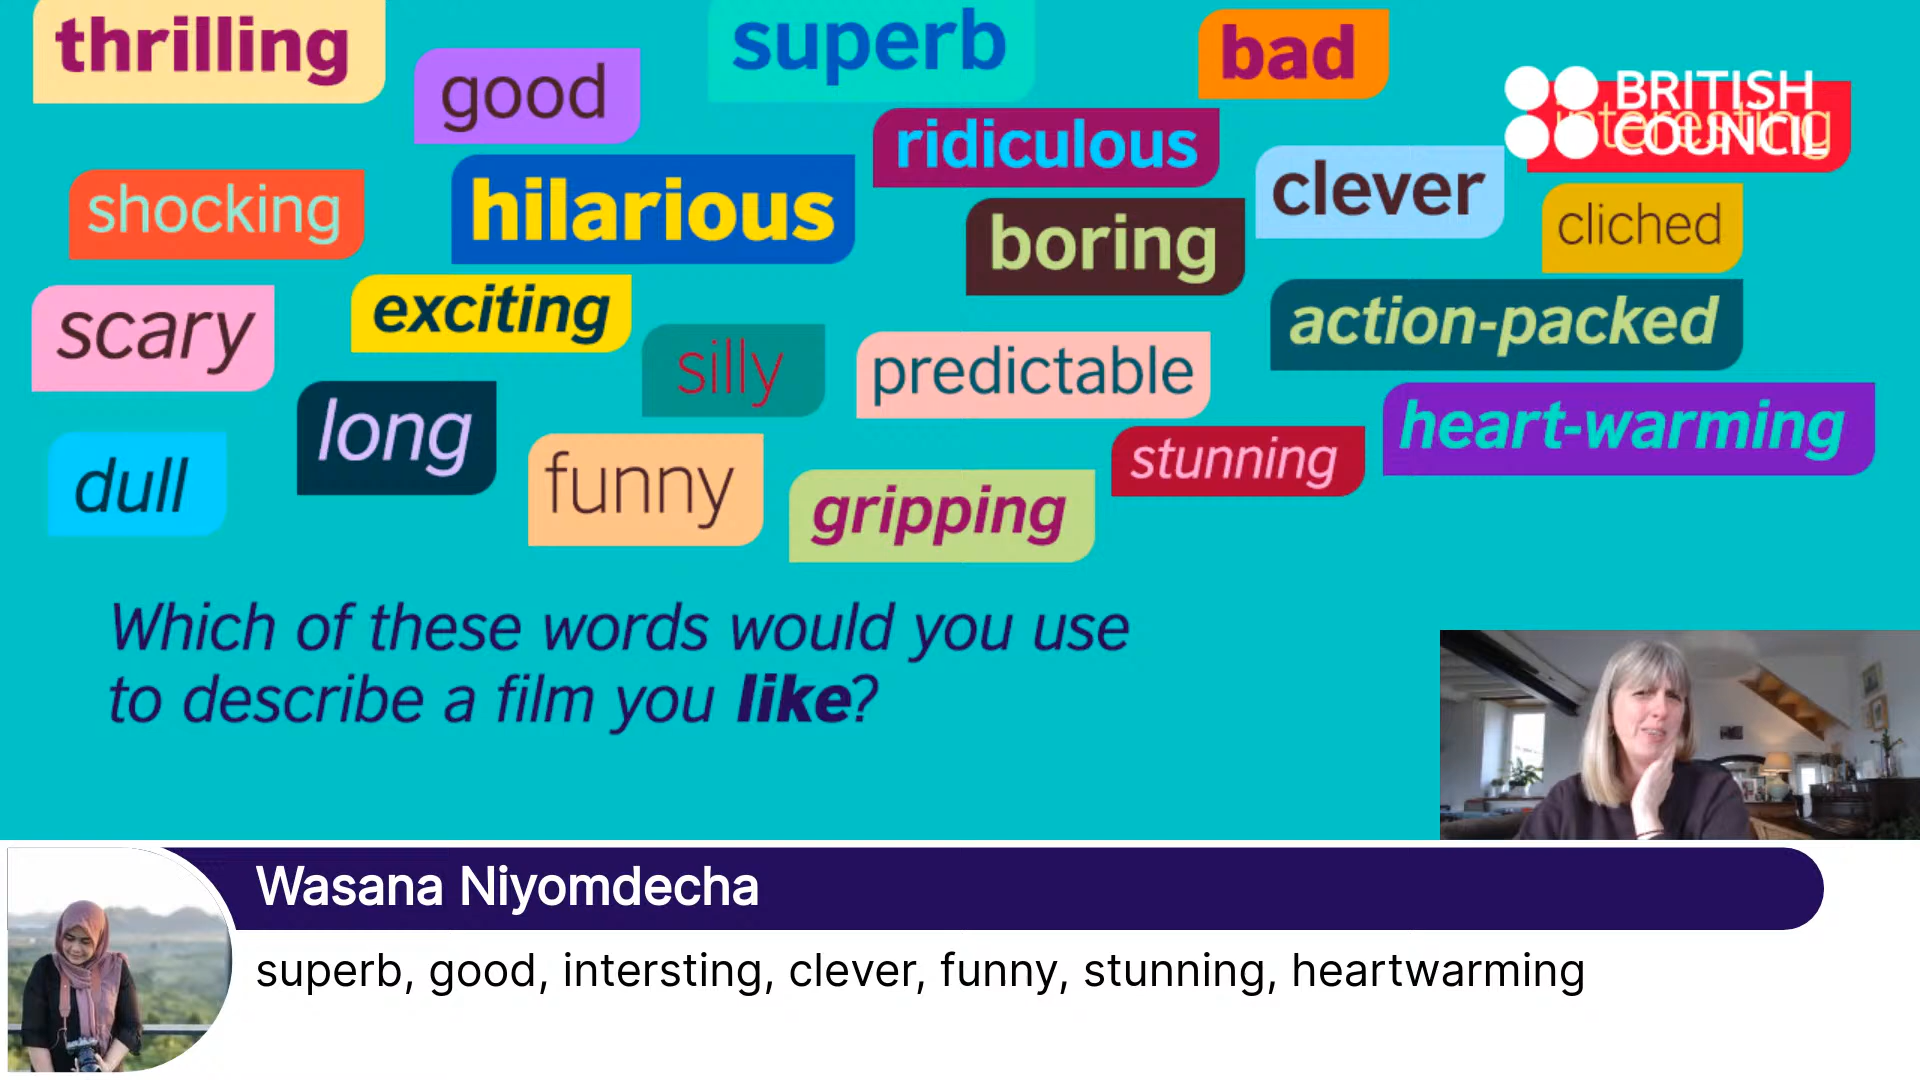 thrilling
good
superb
bad
BRITISH
COUNCIL
interesting
ridiculous
shocking
hilarious
clever
boring
cliched
scary
exciting
action-packed
silly
predictable
long
heart-warming
dull
funny
stunning
gripping
Which of these words would you use
to describe a film you like?
Wasana Niyomdecha
superb, good, intersting, clever, funny, stunning, heartwarming